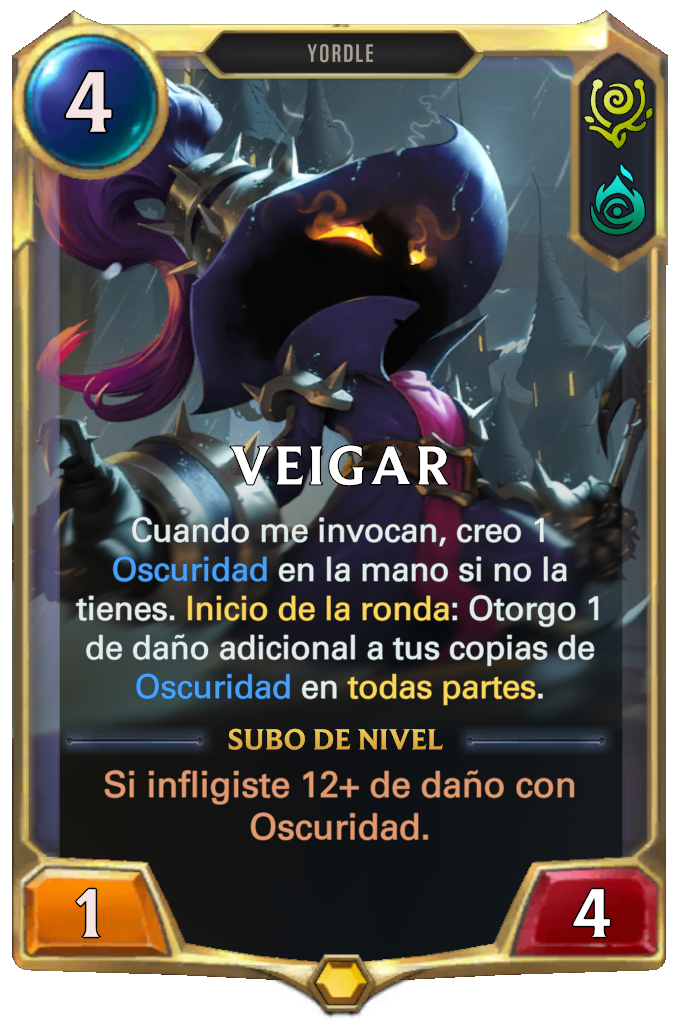 YORDLE
4
VEIGAR
Cuando me invocan, creo 1
Oscuridad en la mano si no la
tienes. Inicio de la ronda: Otorgo 1
de daño adicional a tus copias de
Oscuridad en todas partes.
SUBO DE NIVEL
Si infligiste 12+ de daño con
Oscuridad.
1
4